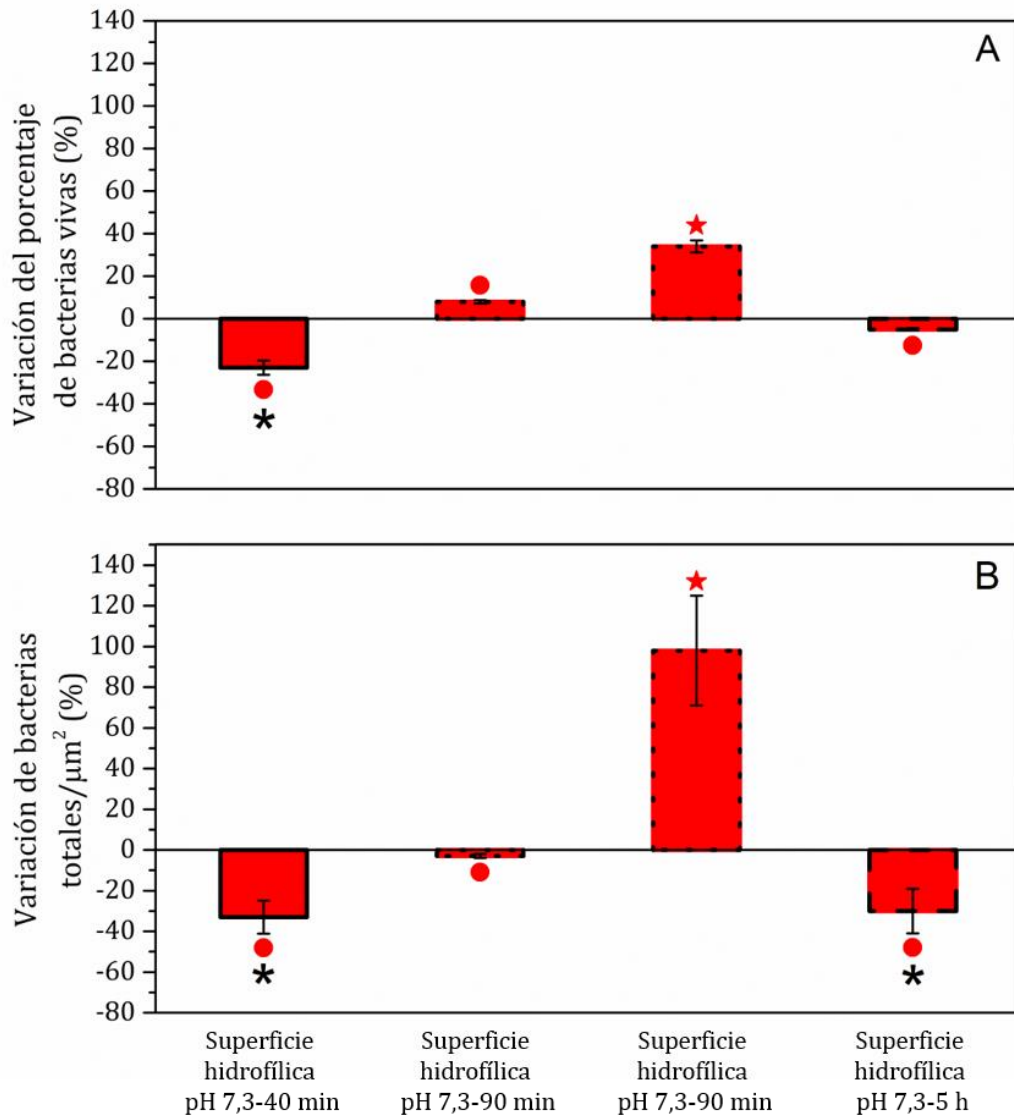 A
Variación del porcentaje
de bacterias vivas (%)
140
120
100
80
60
40
20
0
-20
-40
-60
-80
*
B
Variación de bacterias
totales/μm² (%)
140
120
100
80
60
40
20
0
-20
-40
-60
-80
*
*
Superficie
hidrofílica
pH 7,3-40 min
Superficie
hidrofílica
pH 7,3-90 min
Superficie
hidrofílica
pH 7,3-90 min
Superficie
hidrofílica
pH 7,3-5 h